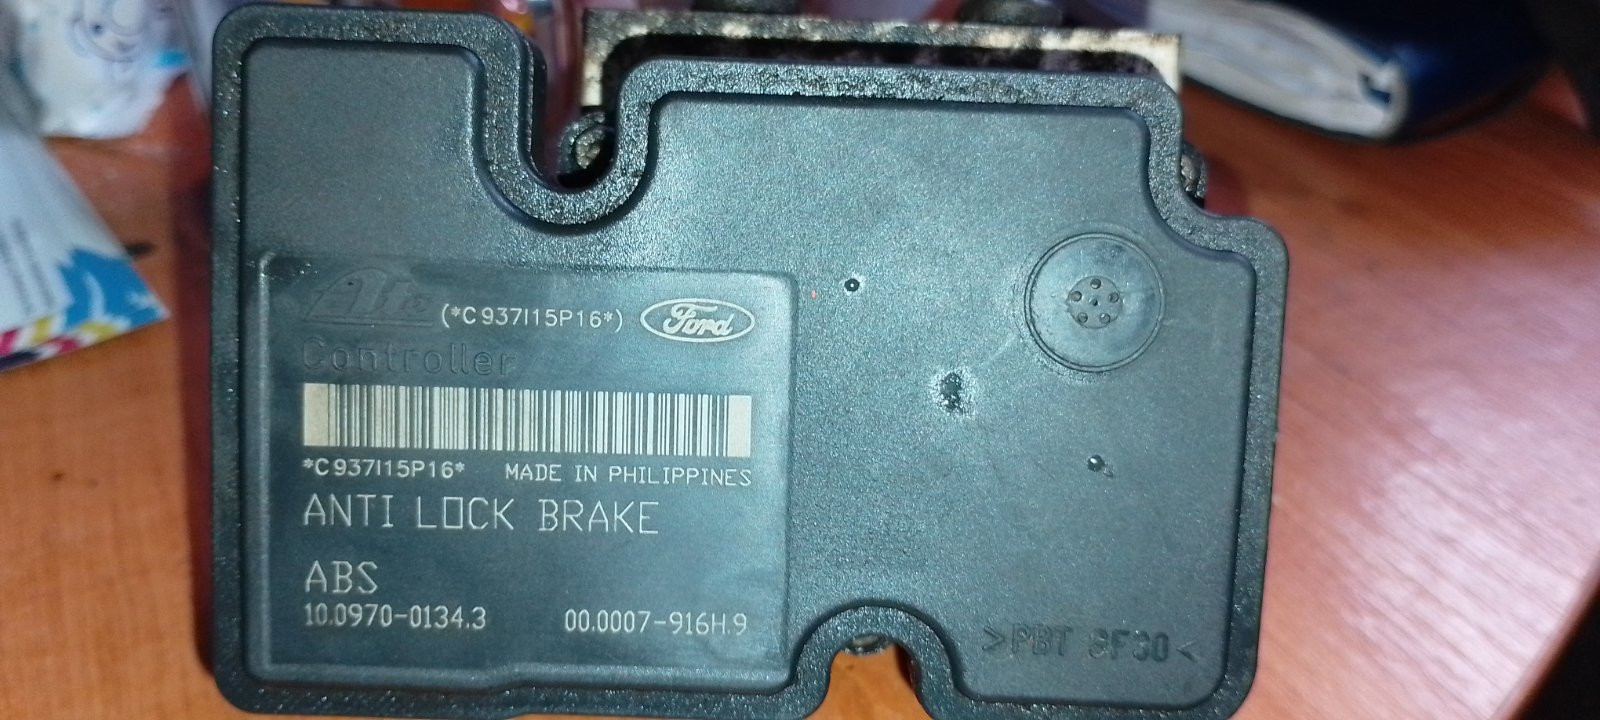 Ate (*C937I15P16*) Ford
Controller
*C937I15P16* MADE IN PHILIPPINES
ANTI LOCK BRAKE
ABS
10.0970-0134.3 00.0007-916H.9
>PBT GF30<